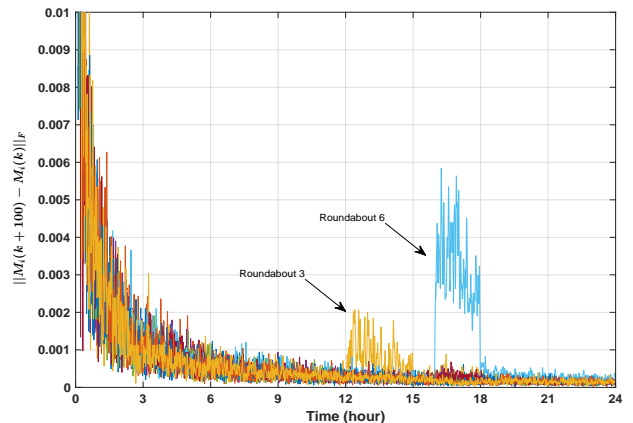 0.01
0.009
0.008
0.007
0.006
0.005
0.004
0.003
0.002
0.001
0
||M_i(k + 100) − M_i(k)||_F
Roundabout 6
Roundabout 3
0 3 6 9 12 15 18 21 24
Time (hour)